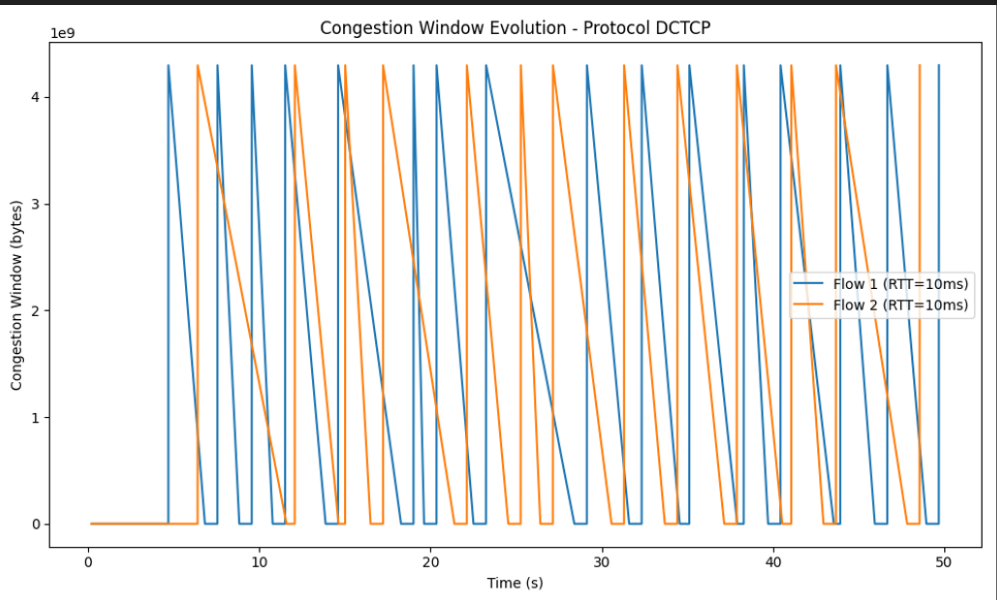 Congestion Window Evolution - Protocol DCTCP
1e9
4
3
2
1
0
Congestion Window (bytes)
Flow 1 (RTT=10ms)
Flow 2 (RTT=10ms)
0 10 20 30 40 50
Time (s)